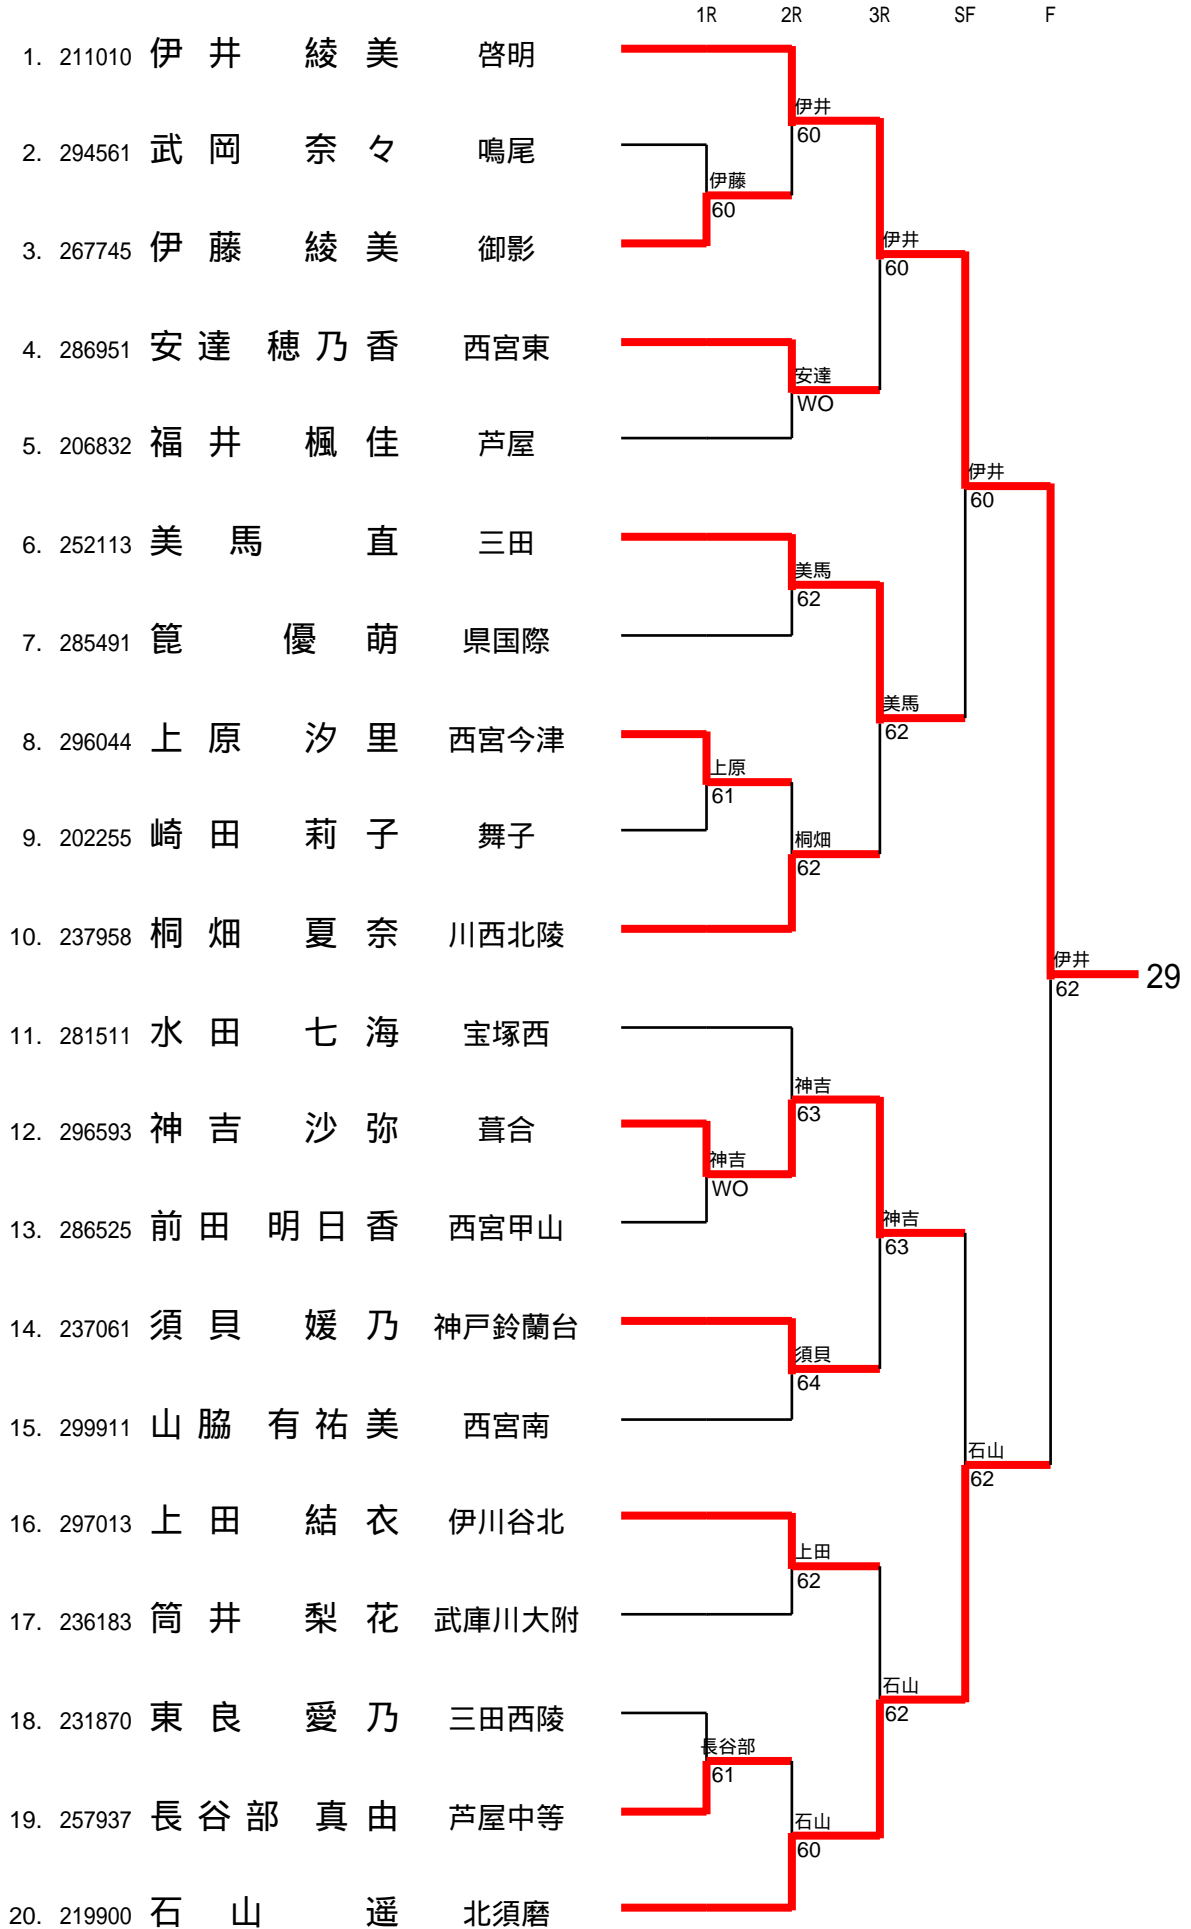 1R 2R 3R SF F
1. 211010 伊井 綾美 啓明
伊井
60
2. 294561 武岡 奈々 鳴尾
伊藤
60
3. 267745 伊藤 綾美 御影
伊井
60
4. 286951 安達 穂乃香 西宮東
安達
WO
5. 206832 福井 楓佳 芦屋
伊井
60
6. 252113 美馬 直 三田
美馬
62
7. 285491 篦 優萌 県国際
美馬
62
8. 296044 上原 汐里 西宮今津
上原
61
9. 202255 崎田 莉子 舞子
桐畑
62
10. 237958 桐畑 夏奈 川西北陵
伊井
62
29
11. 281511 水田 七海 宝塚西
神吉
63
12. 296593 神吉 沙弥 葺合
神吉
WO
13. 286525 前田 明日香 西宮甲山
神吉
63
14. 237061 須貝 媛乃 神戸鈴蘭台
須貝
64
15. 299911 山脇 有祐美 西宮南
石山
62
16. 297013 上田 結衣 伊川谷北
上田
62
17. 236183 筒井 梨花 武庫川大附
石山
62
18. 231870 東良 愛乃 三田西陵
長谷部
61
19. 257937 長谷部 真由 芦屋中等
石山
60
20. 219900 石山 遥 北須磨